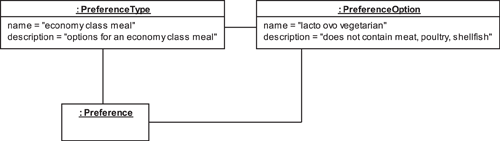 : PreferenceType
name = "economy class meal"
description = "options for an economy class meal"
: PreferenceOption
name = "lacto ovo vegetarian"
description = "does not contain meat, poultry, shellfish"
: Preference